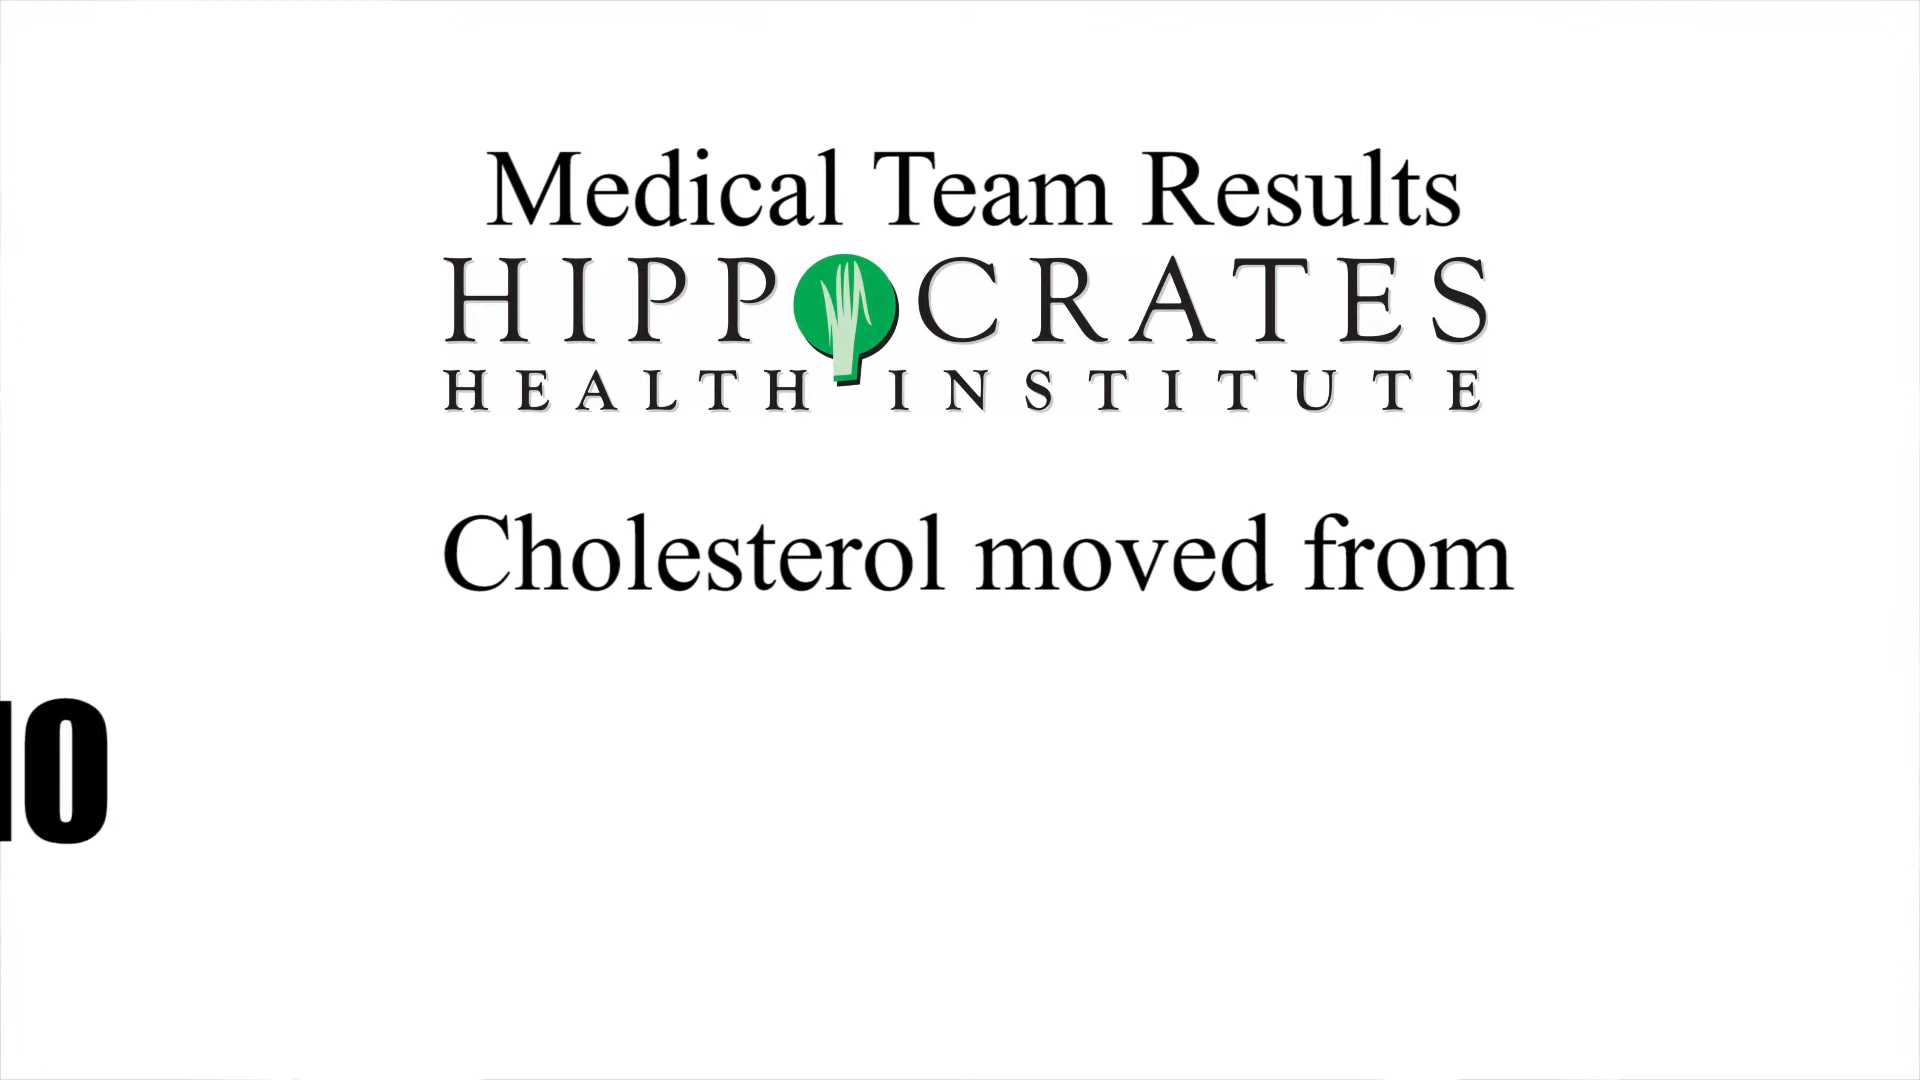 Medical Team Results
HIPPOCRATES
HEALTH INSTITUTE
Cholesterol moved from